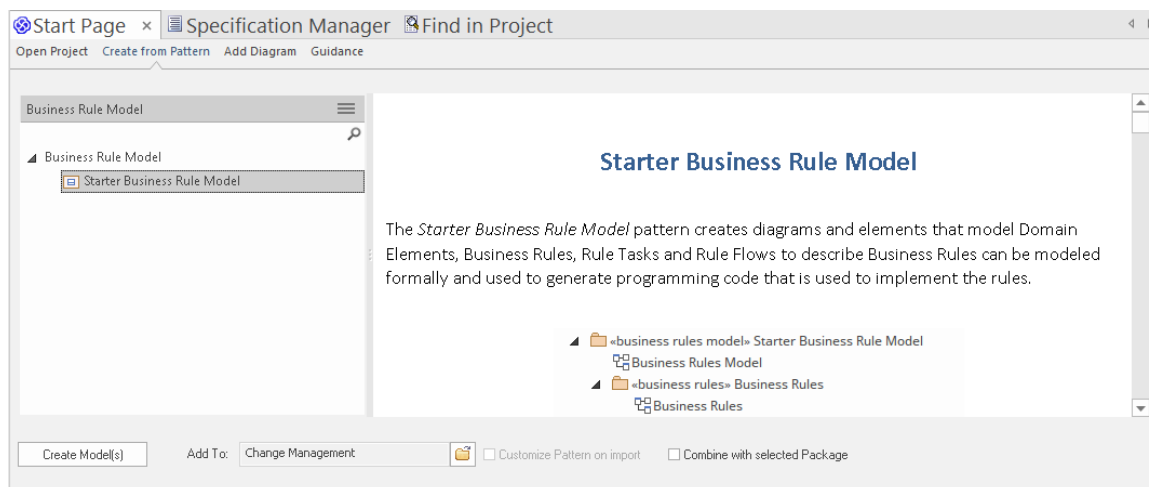 Start Page × Specification Manager Find in Project
Open Project Create from Pattern Add Diagram Guidance
Business Rule Model
Business Rule Model
Starter Business Rule Model
Starter Business Rule Model
The Starter Business Rule Model pattern creates diagrams and elements that model Domain
Elements, Business Rules, Rule Tasks and Rule Flows to describe Business Rules can be modeled
formally and used to generate programming code that is used to implement the rules.
«business rules model» Starter Business Rule Model
Business Rules Model
«business rules» Business Rules
Business Rules
Create Model(s) Add To: Change Management Customize Pattern on import Combine with selected Package